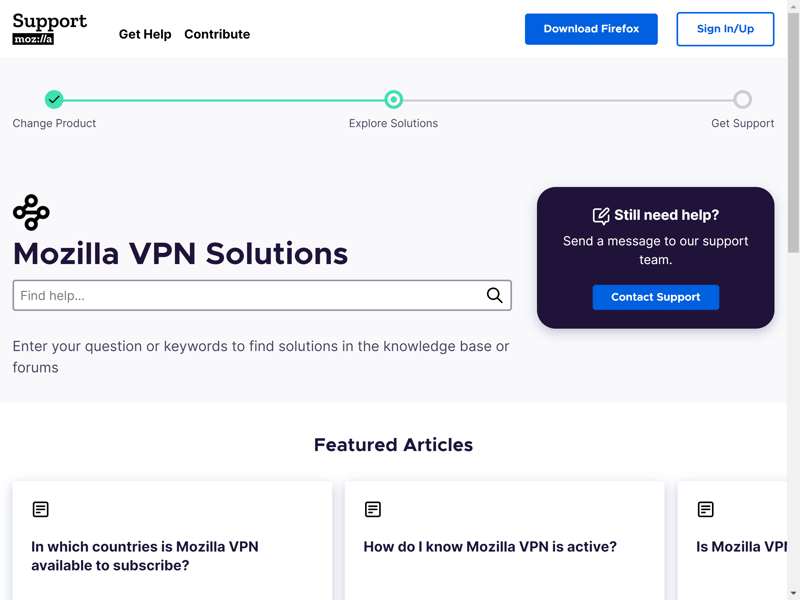 Support
moz://a
Get Help
Contribute
Download Firefox
Sign In/Up
Change Product
Explore Solutions
Get Support
Mozilla VPN Solutions
Find help...
Enter your question or keywords to find solutions in the knowledge base or
forums
Still need help?
Send a message to our support
team.
Contact Support
Featured Articles
In which countries is Mozilla VPN
available to subscribe?
How do I know Mozilla VPN is active?
Is Mozilla VPN